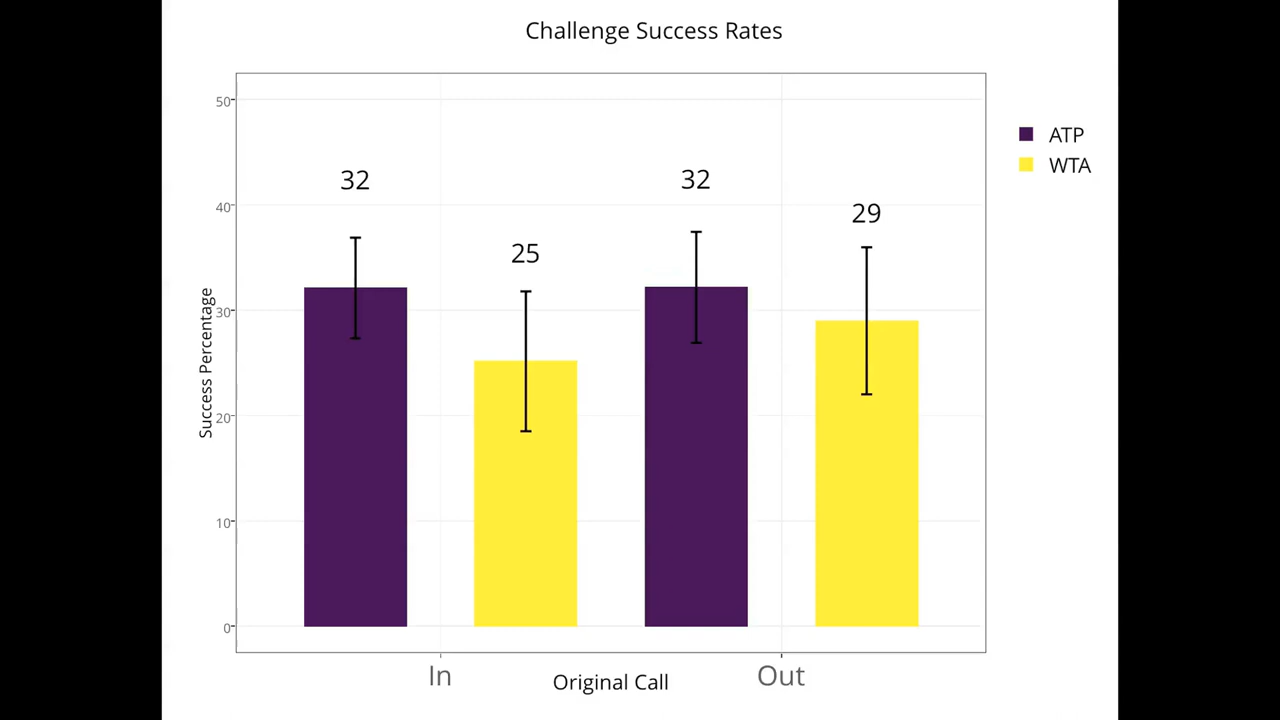 Challenge Success Rates
50
40
30
20
10
0
Success Percentage
32
25
32
29
In
Out
Original Call
ATP
WTA